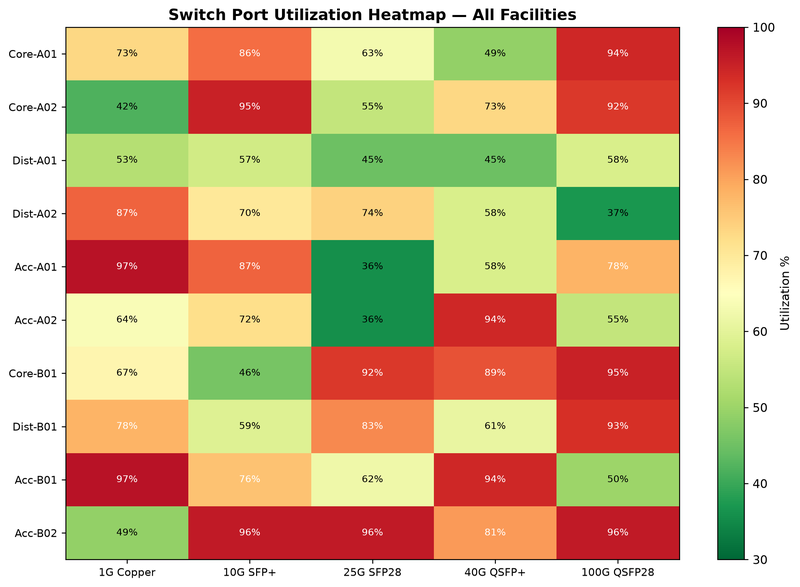 Switch Port Utilization Heatmap — All Facilities
Core-A01 73% 86% 63% 49% 94%
Core-A02 42% 95% 55% 73% 92%
Dist-A01 53% 57% 45% 45% 58%
Dist-A02 87% 70% 74% 58% 37%
Acc-A01 97% 87% 36% 58% 78%
Acc-A02 64% 72% 36% 94% 55%
Core-B01 67% 46% 92% 89% 95%
Dist-B01 78% 59% 83% 61% 93%
Acc-B01 97% 76% 62% 94% 50%
Acc-B02 49% 96% 96% 81% 96%
1G Copper 10G SFP+ 25G SFP28 40G QSFP+ 100G QSFP28
100
90
80
70
60
50
40
30
Utilization %